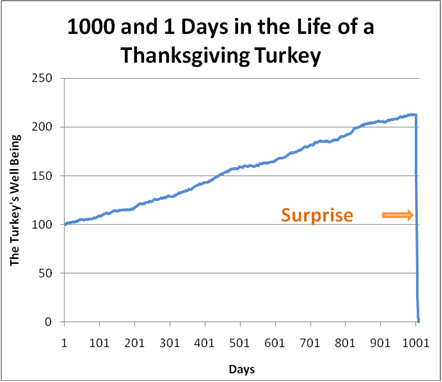 1000 and 1 Days in the Life of a
Thanksgiving Turkey
The Turkey's Well Being
250
200
150
100
50
0
Surprise
1 101 201 301 401 501 601 701 801 901 1001
Days